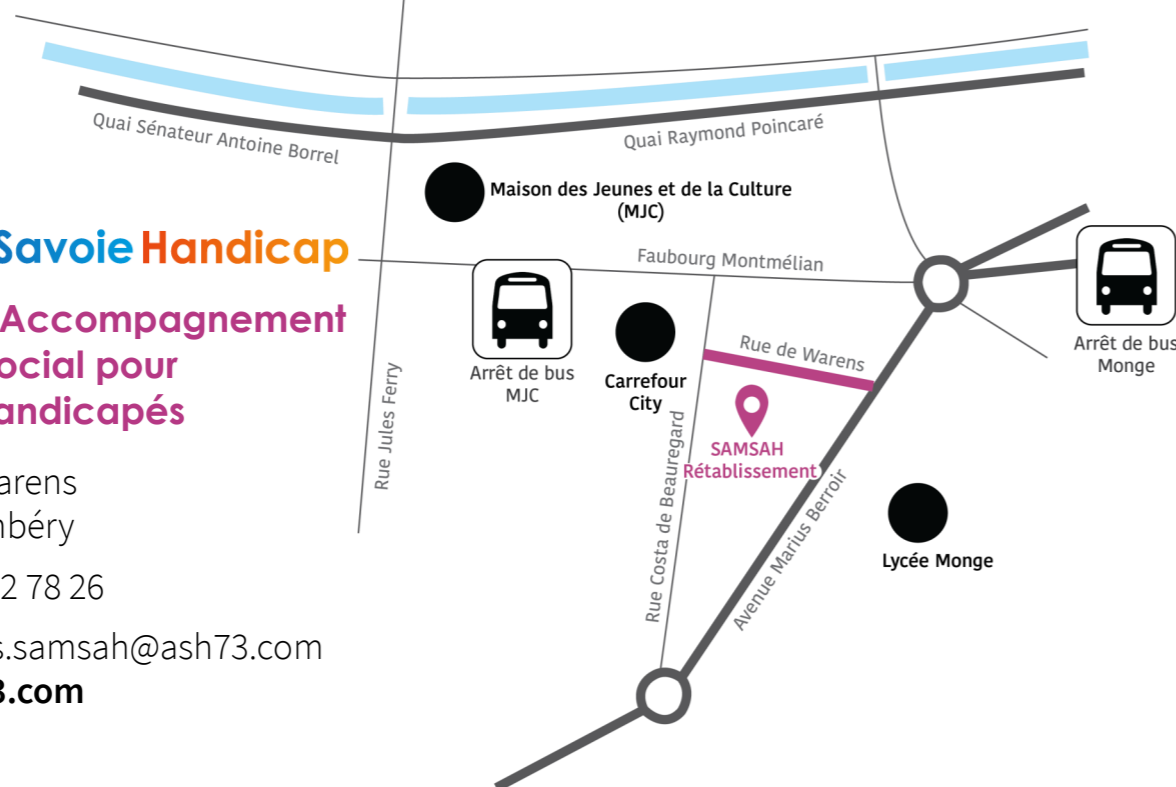 Savoie Handicap
Accompagnement
ocial pour
andicapés
arens
nbéry
2 78 26
s.samsah@ash73.com
3.com
Quai Sénateur Antoine Borrel
Quai Raymond Poincaré
Maison des Jeunes et de la Culture
(MJC)
Faubourg Montmélian
Arrêt de bus
MJC
Carrefour
City
Rue de Warens
Arrêt de bus
Monge
Rue Jules Ferry
SAMSAH
Rétablissement
Rue Costa de Beauregard
Avenue Marius Berroir
Lycée Monge